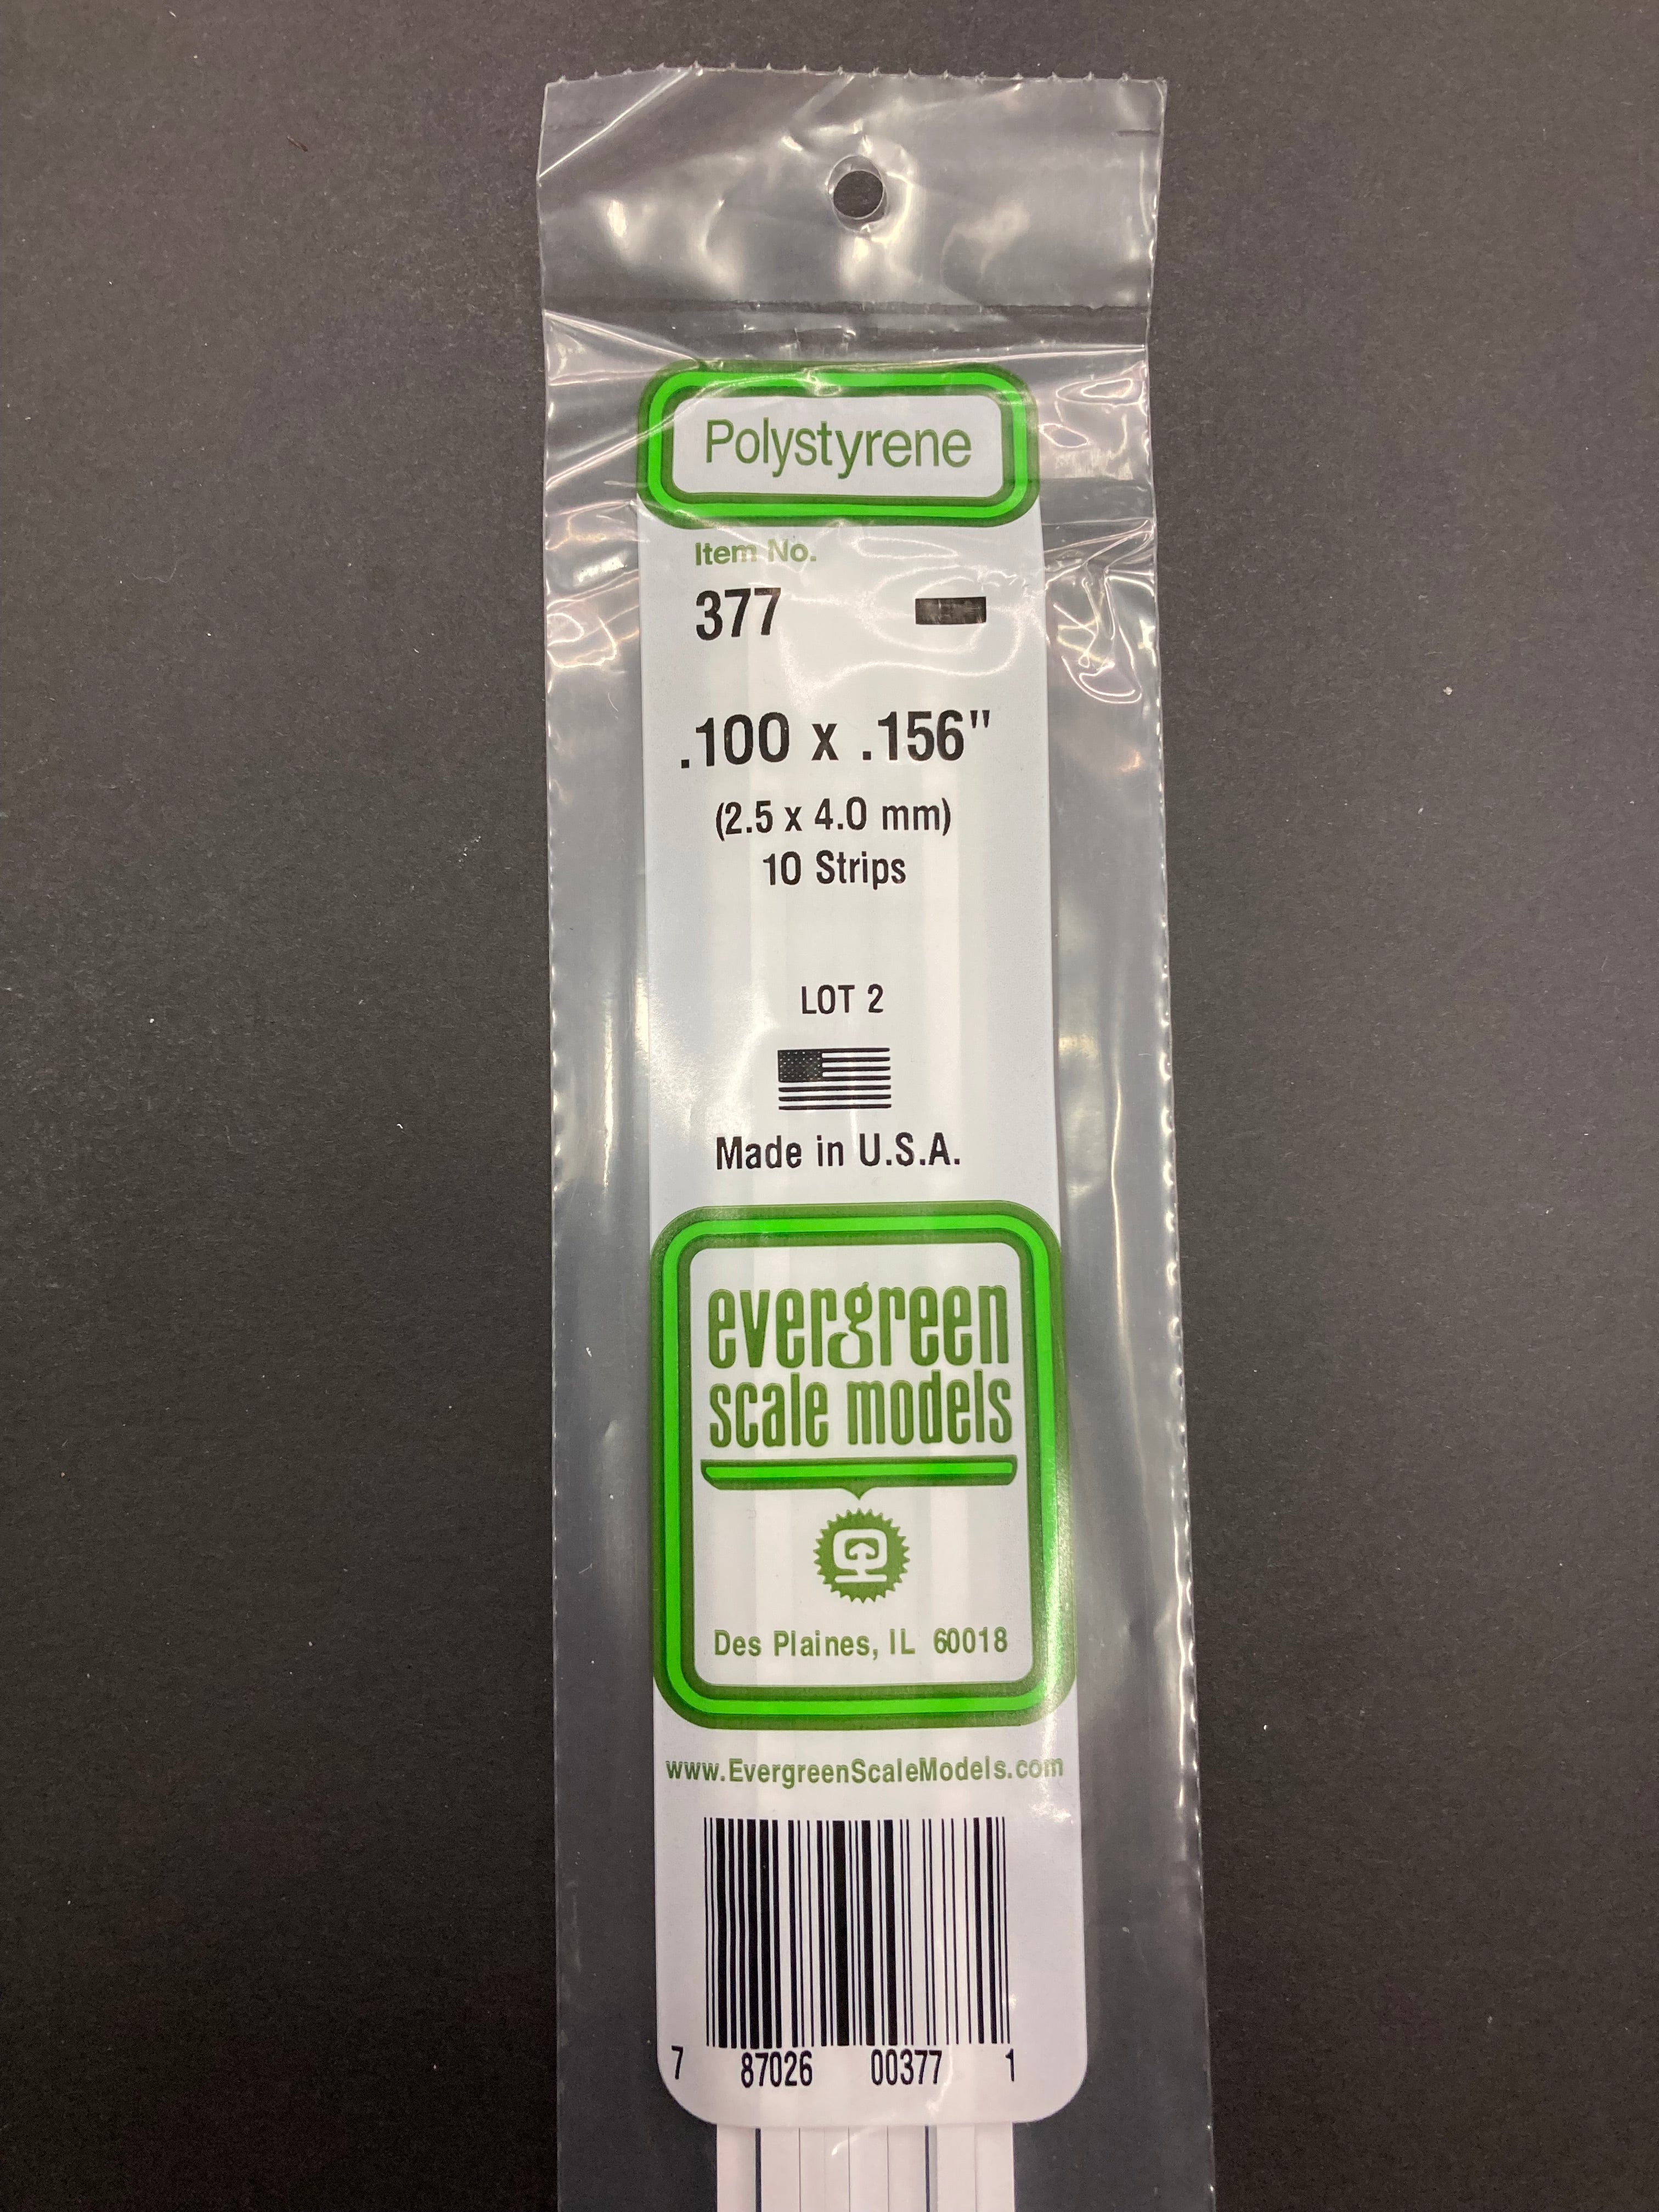 Polystyrene
Item No.
377
.100 x .156"
(2.5 x 4.0 mm)
10 Strips
LOT 2
Made in U.S.A.
evergreen
scale models
Des Plaines, IL 60018
www.EvergreenScaleModels.com
7 87026 00377 1